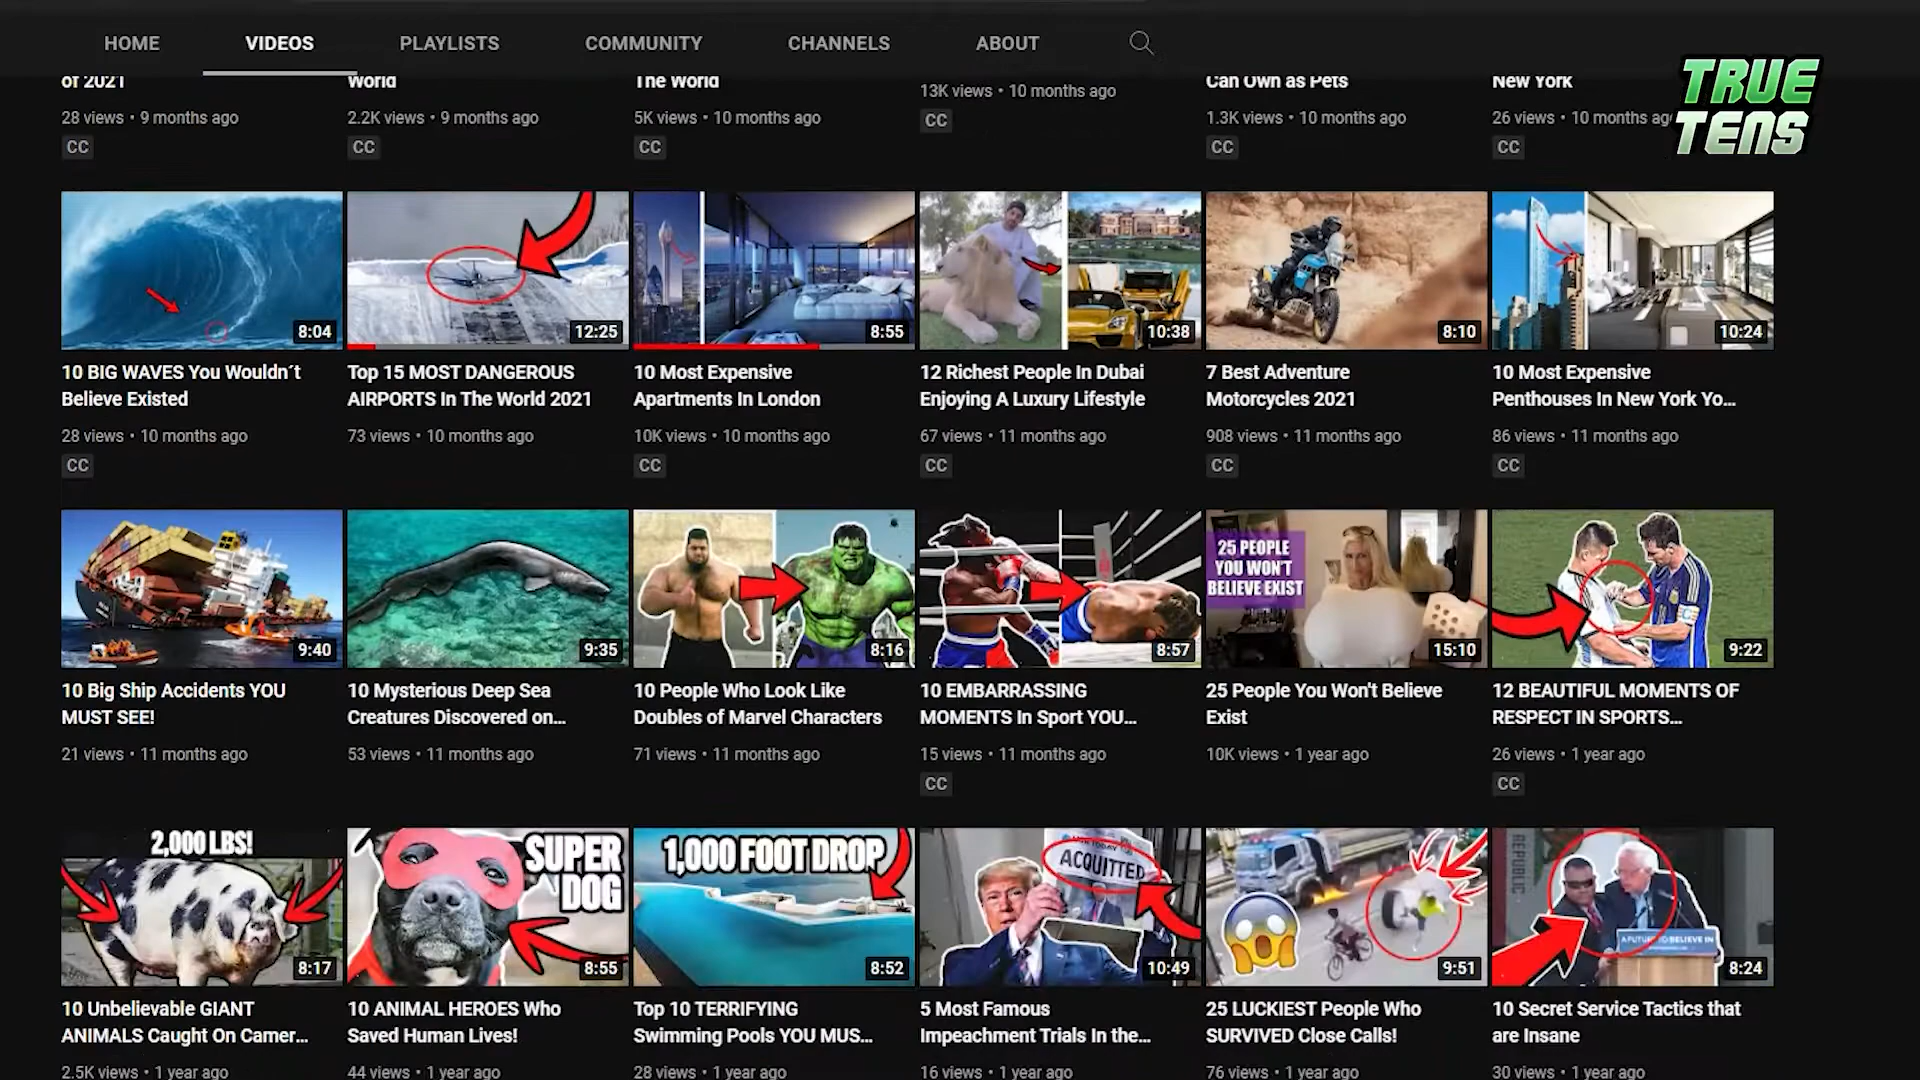 HOME VIDEOS PLAYLISTS COMMUNITY CHANNELS ABOUT
TRUE
TENS
of 2021
28 views • 9 months ago
CC
World
2.2K views • 9 months ago
CC
The World
5K views • 10 months ago
CC
13K views • 10 months ago
CC
Can Own as Pets
1.3K views • 10 months ago
CC
New York
26 views • 10 months ag
CC
8:04
10 BIG WAVES You Wouldn´t
Believe Existed
28 views • 10 months ago
CC
12:25
Top 15 MOST DANGEROUS
AIRPORTS In The World 2021
73 views • 10 months ago
8:55
10 Most Expensive
Apartments In London
10K views • 10 months ago
CC
10:38
12 Richest People In Dubai
Enjoying A Luxury Lifestyle
67 views • 11 months ago
CC
8:10
7 Best Adventure
Motorcycles 2021
908 views • 11 months ago
CC
10:24
10 Most Expensive
Penthouses In New York Yo...
86 views • 11 months ago
CC
9:40
10 Big Ship Accidents YOU
MUST SEE!
21 views • 11 months ago
9:35
10 Mysterious Deep Sea
Creatures Discovered on...
53 views • 11 months ago
8:16
10 People Who Look Like
Doubles of Marvel Characters
71 views • 11 months ago
8:57
10 EMBARRASSING
MOMENTS In Sport YOU...
15 views • 11 months ago
CC
25 PEOPLE
YOU WON'T
BELIEVE EXIST
15:10
25 People You Won't Believe
Exist
10K views • 1 year ago
9:22
12 BEAUTIFUL MOMENTS OF
RESPECT IN SPORTS...
26 views • 1 year ago
CC
2,000 LBS!
8:17
10 Unbelievable GIANT
ANIMALS Caught On Camer...
2.5K views • 1 year ago
SUPER
DOG
8:55
10 ANIMAL HEROES Who
Saved Human Lives!
44 views • 1 year ago
1,000 FOOT DROP
8:52
Top 10 TERRIFYING
Swimming Pools YOU MUS...
28 views • 1 year ago
ACQUITTED
10:49
5 Most Famous
Impeachment Trials In the...
16 views • 1 year ago
9:51
25 LUCKIEST People Who
SURVIVED Close Calls!
76 views • 1 year ago
REPUBLIC
A FUTURE TO BELIEVE IN
8:24
10 Secret Service Tactics that
are Insane
30 views • 1 year ago